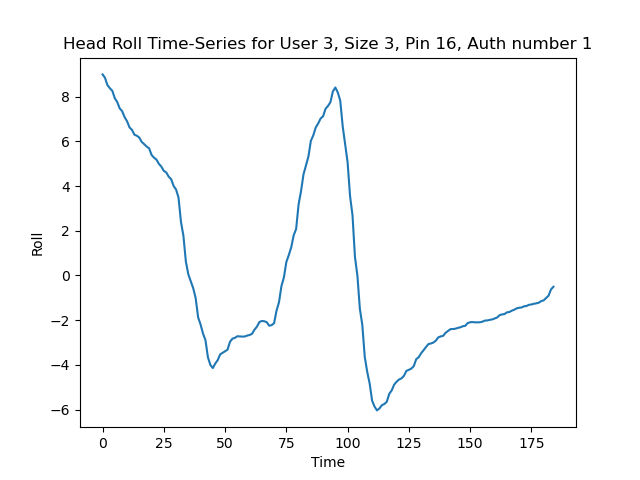 Head Roll Time-Series for User 3, Size 3, Pin 16, Auth number 1
8
6
4
2
0
−2
−4
−6
Roll
0 25 50 75 100 125 150 175
Time